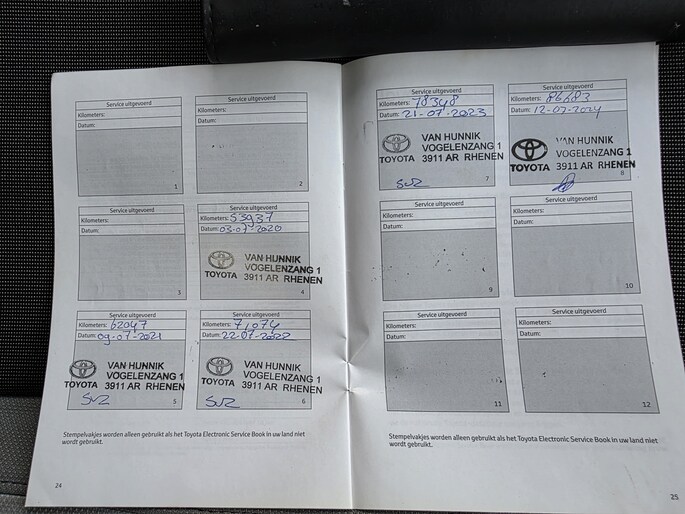 Service uitgevoerd
Kilometers:
Datum:
1
Service uitgevoerd
Kilometers:
Datum:
2
Service uitgevoerd
Kilometers:
Datum:
3
Service uitgevoerd
Kilometers: 53937
Datum: 03-07-2020
TOYOTA
VAN HUNNIK
VOGELENZANG 1
3911 AR RHENEN
4
Service uitgevoerd
Kilometers: 62047
Datum: 09-07-2021
TOYOTA
VAN HUNNIK
VOGELENZANG 1
3911 AR RHENEN
5
Service uitgevoerd
Kilometers: 71074
Datum: 22-07-2022
TOYOTA
VAN HUNNIK
VOGELENZANG 1
3911 AR RHENEN
6
Stempelvakjes worden alleen gebruikt als het Toyota Electronic Service Book in uw land niet
wordt gebruikt.
24
Service uitgevoerd
Kilometers: 78348
Datum: 21-07-2023
TOYOTA
VAN HUNNIK
VOGELENZANG 1
3911 AR RHENEN
7
Service uitgevoerd
Kilometers: 86683
Datum: 12-07-2024
TOYOTA
VAN HUNNIK
VOGELENZANG 1
3911 AR RHENEN
8
Service uitgevoerd
Kilometers:
Datum:
9
Service uitgevoerd
Kilometers:
Datum:
10
Service uitgevoerd
Kilometers:
Datum:
11
Service uitgevoerd
Kilometers:
Datum:
12
Stempelvakjes worden alleen gebruikt als het Toyota Electronic Service Book in uw land niet
wordt gebruikt.
25